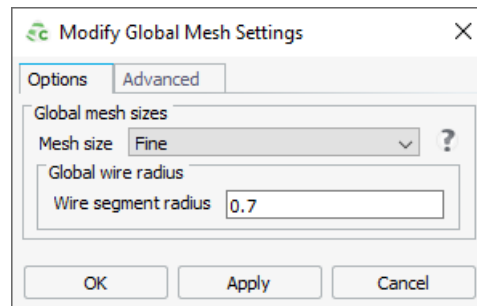 Modify Global Mesh Settings
Options Advanced
Global mesh sizes
Mesh size Fine ?
Global wire radius
Wire segment radius 0.7
OK Apply Cancel